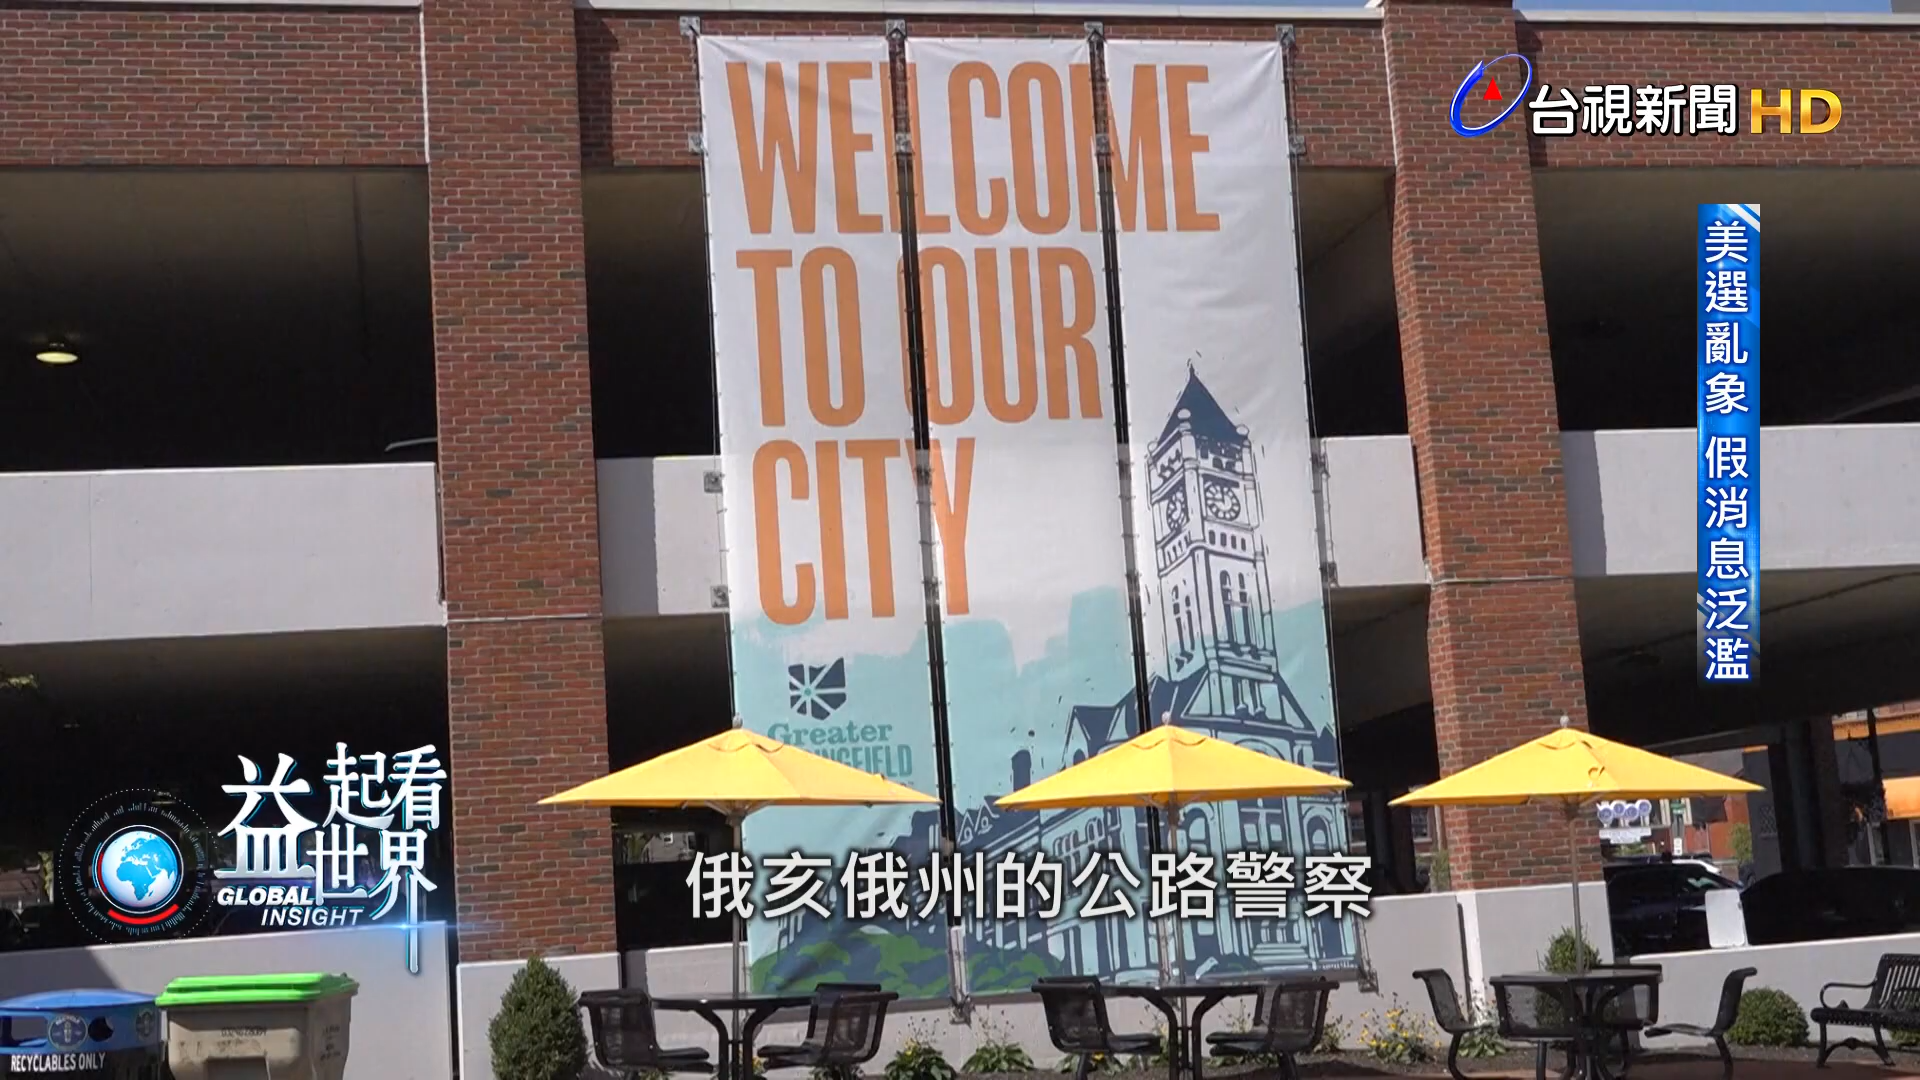 WELCOME
TO OUR
CITY
Greater
台視新聞 HD
美選亂象 假消息泛濫
益起看世界
GLOBAL
INSIGHT
俄亥俄州的公路警察
RECYCLABLES ONLY